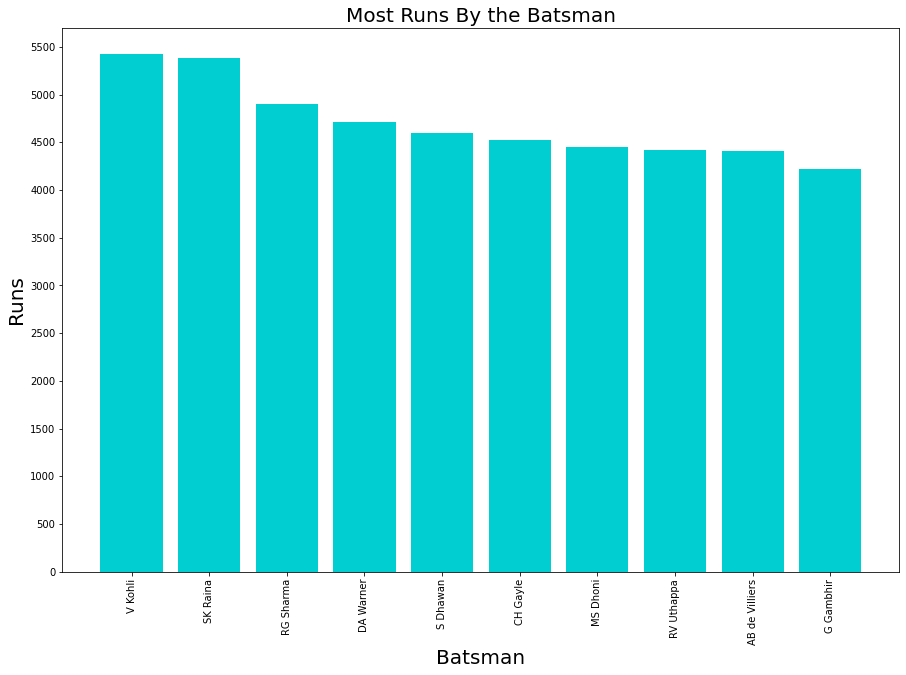 Most Runs By the Batsman
Runs
5500
5000
4500
4000
3500
3000
2500
2000
1500
1000
500
0
V Kohli
SK Raina
RG Sharma
DA Warner
S Dhawan
CH Gayle
MS Dhoni
RV Uthappa
AB de Villiers
G Gambhir
Batsman